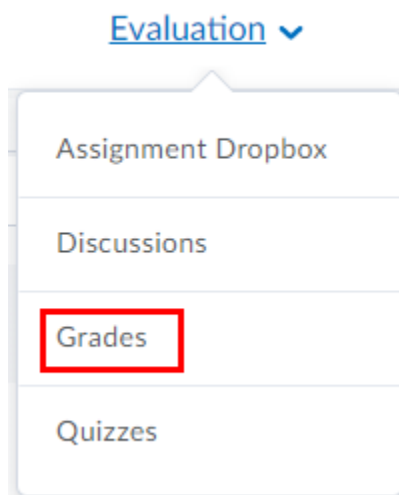 Evaluation
Assignment Dropbox
Discussions
Grades
Quizzes